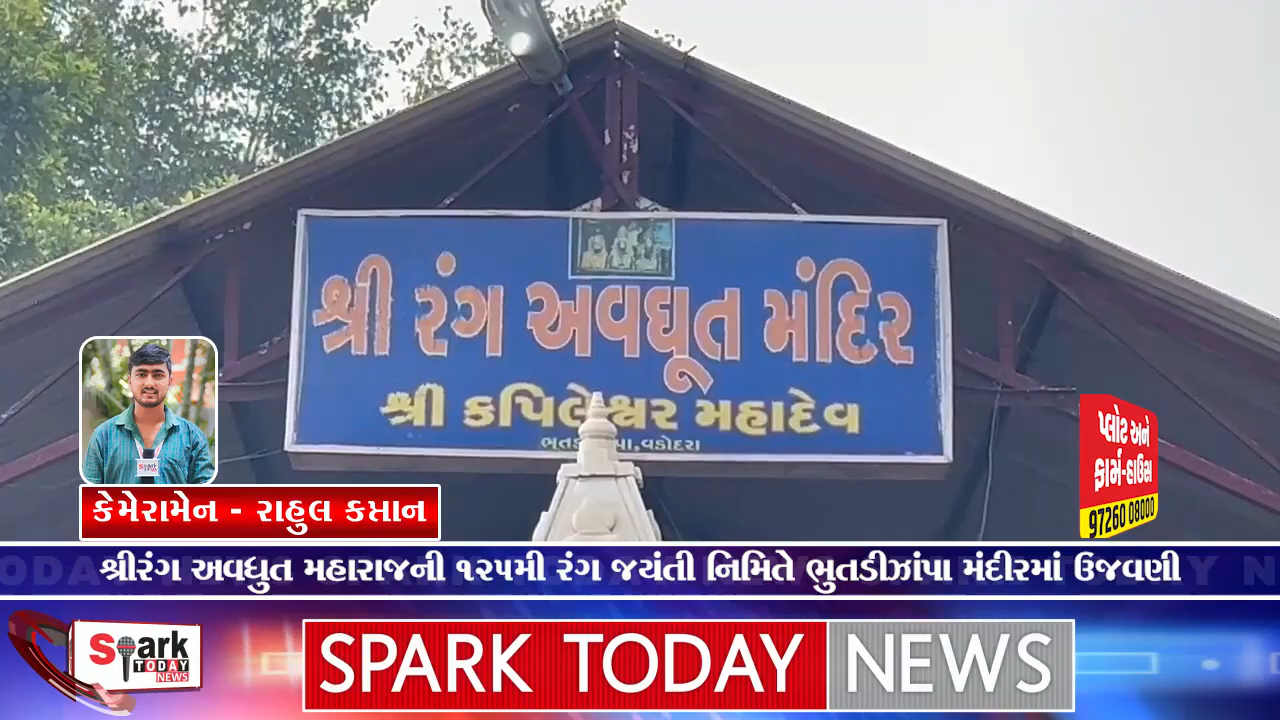 શ્રી રંગ અવધૂત મંદિર
શ્રી કપિલેશ્વર મહાદેવ
વડોદરા
પ્લોટ અને
ફાર્મ-હાઉસ
97260 08000
કેમેરામેન - રાહુલ કપ્તાન
શ્રીરંગ અવધુત મહારાજની ૧૨૫મી રંગ જયંતી નિમિતે ભુતડીઝાંપા મંદીરમાં ઉજવણી
Spark
TODAY
NEWS
SPARK TODAY NEWS